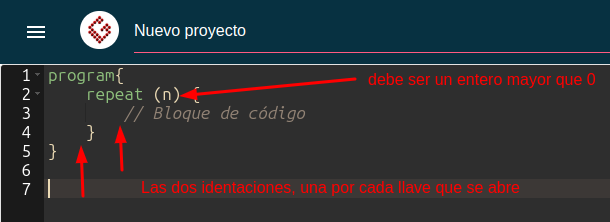 Nuevo proyecto
1 program{
2 repeat (n) {
debe ser un entero mayor que 0
3 // Bloque de código
4 }
5 }
6
7
Las dos identaciones, una por cada llave que se abre